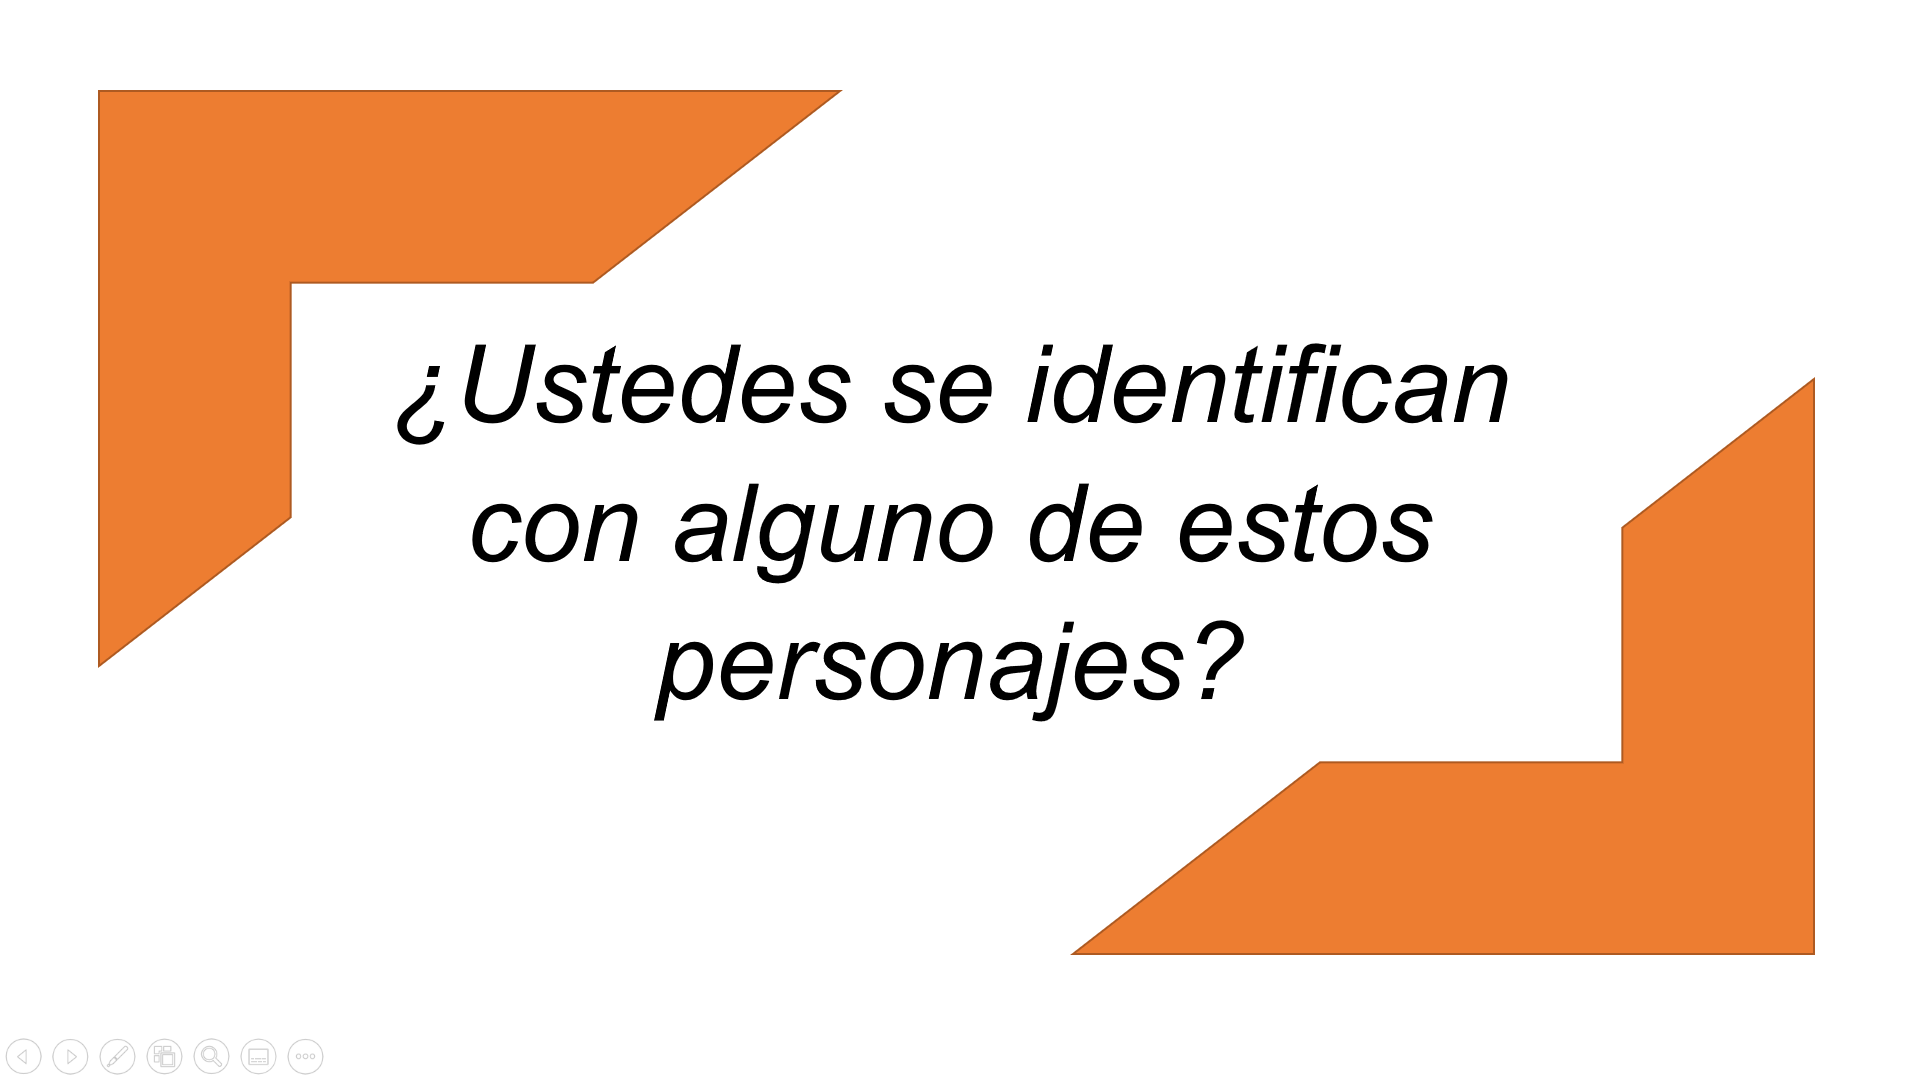 ¿Ustedes se identifican
con alguno de estos
personajes?